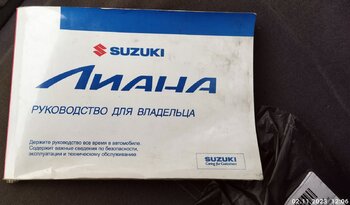 SUZUKI
ЛИАНА
РУКОВОДСТВО ДЛЯ ВЛАДЕЛЬЦА
Держите руководство все время в автомобиле.
Содержит важные сведения по безопасности,
эксплуатации и техническому обслуживанию.
SUZUKI
Caring for Customers
02.11.2023 12:06